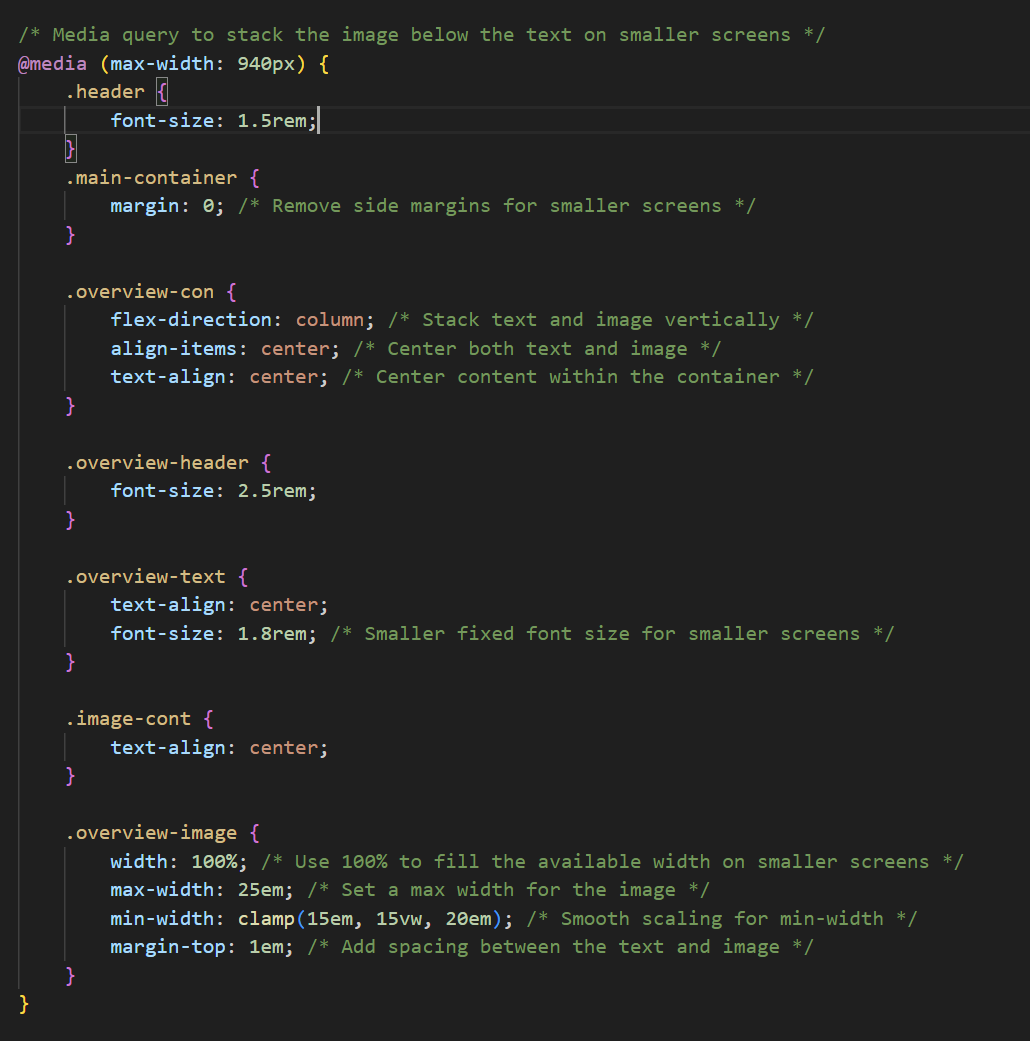 /* Media query to stack the image below the text on smaller screens */
@media (max-width: 940px) {
    .header {
        font-size: 1.5rem;
    }
    .main-container {
        margin: 0; /* Remove side margins for smaller screens */
    }

    .overview-con {
        flex-direction: column; /* Stack text and image vertically */
        align-items: center; /* Center both text and image */
        text-align: center; /* Center content within the container */
    }

    .overview-header {
        font-size: 2.5rem;
    }

    .overview-text {
        text-align: center;
        font-size: 1.8rem; /* Smaller fixed font size for smaller screens */
    }

    .image-cont {
        text-align: center;
    }

    .overview-image {
        width: 100%; /* Use 100% to fill the available width on smaller screens */
        max-width: 25em; /* Set a max width for the image */
        min-width: clamp(15em, 15vw, 20em); /* Smooth scaling for min-width */
        margin-top: 1em; /* Add spacing between the text and image */
    }
}